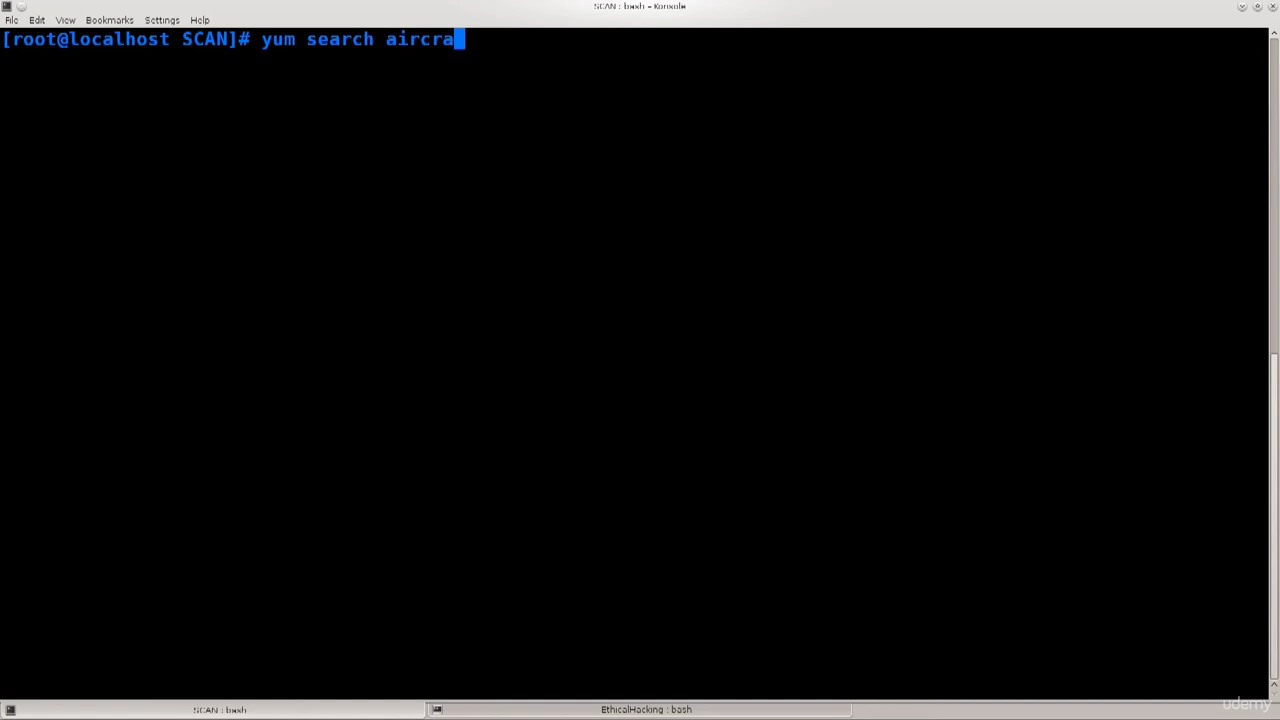 SCAN : bash – Konsole
File Edit View Bookmarks Settings Help
[root@localhost SCAN]# yum search aircra
SCAN : bash
EthicalHacking : bash
udemy